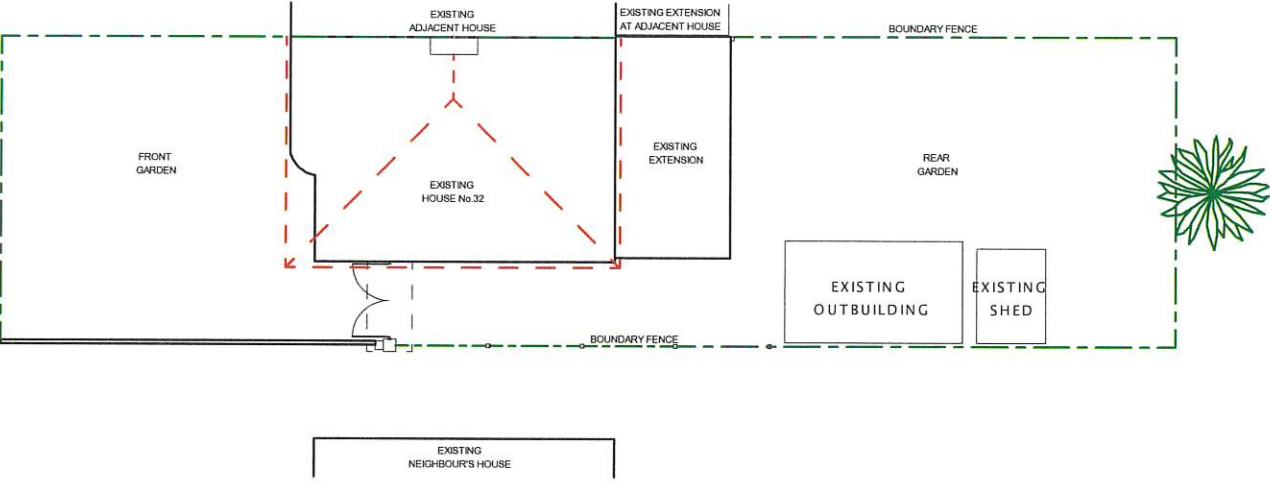 EXISTING
ADJACENT HOUSE
EXISTING EXTENSION
AT ADJACENT HOUSE
BOUNDARY FENCE
FRONT
GARDEN
EXISTING
HOUSE No.32
EXISTING
EXTENSION
REAR
GARDEN
EXISTING
OUTBUILDING
EXISTING
SHED
BOUNDARY FENCE
EXISTING
NEIGHBOUR'S HOUSE